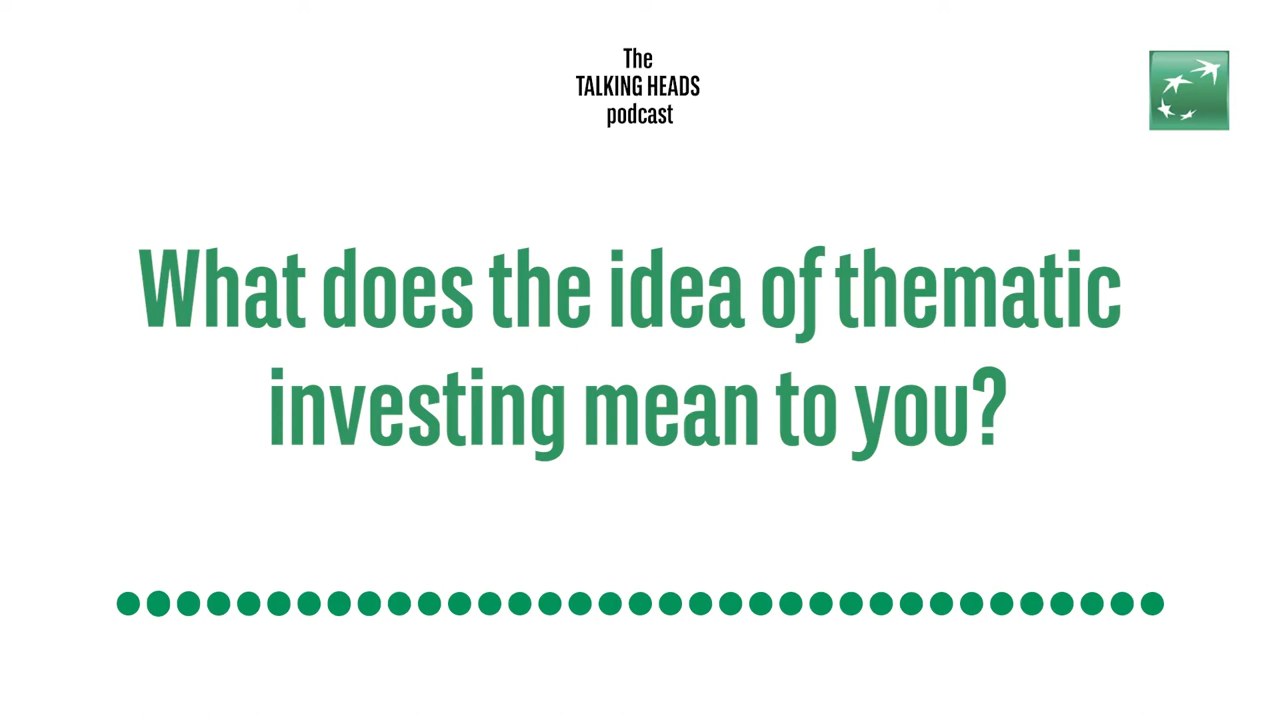 The
TALKING HEADS
podcast
What does the idea of thematic
investing mean to you?